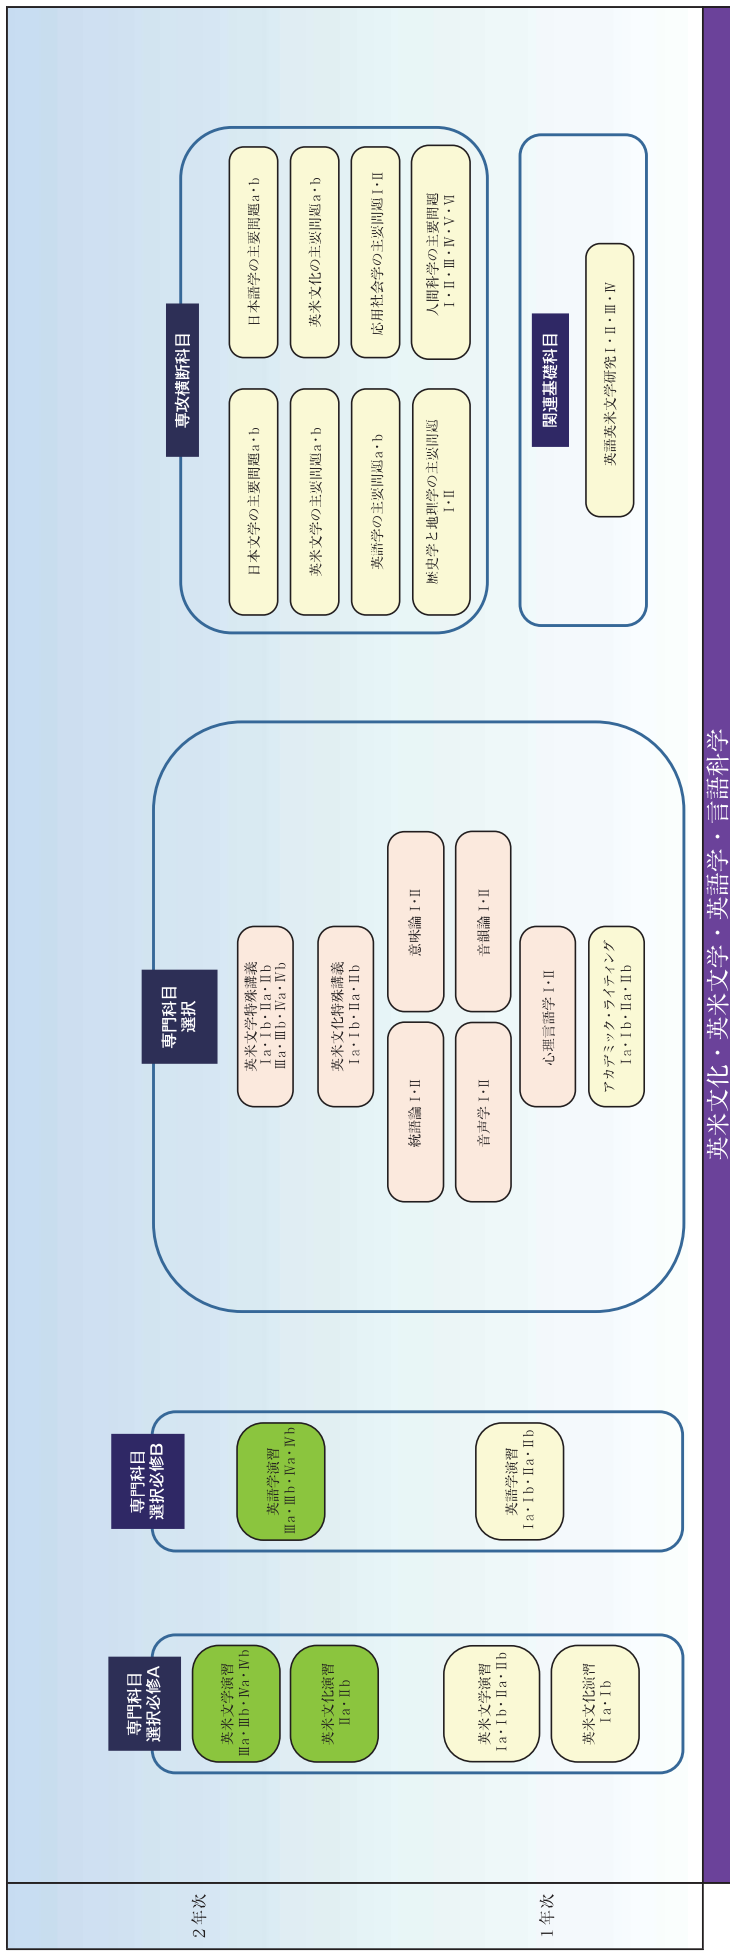 2年次
1年次
専門科目
選択必修A
英米文学演習
Ⅲa・Ⅲb・Ⅳa・Ⅳb
英米文化演習
Ⅱa・Ⅱb
英米文学演習
Ⅰa・Ⅰb・Ⅱa・Ⅱb
英米文化演習
Ⅰa・Ⅰb
専門科目
選択必修B
英語学演習
Ⅲa・Ⅲb・Ⅳa・Ⅳb
英語学演習
Ⅰa・Ⅰb・Ⅱa・Ⅱb
専門科目
選択
英米文学特殊講義
Ⅰa・Ⅰb・Ⅱa・Ⅱb
Ⅲa・Ⅲb・Ⅳa・Ⅳb
英米文化特殊講義
Ⅰa・Ⅰb・Ⅱa・Ⅱb
統語論Ⅰ・Ⅱ
意味論Ⅰ・Ⅱ
音声学Ⅰ・Ⅱ
音韻論Ⅰ・Ⅱ
心理言語学Ⅰ・Ⅱ
アカデミック・ライティング
Ⅰa・Ⅰb・Ⅱa・Ⅱb
専攻横断科目
日本文学の主要問題a・b
日本語学の主要問題a・b
英米文学の主要問題a・b
英米文化の主要問題a・b
英語学の主要問題a・b
応用社会学の主要問題Ⅰ・Ⅱ
歴史学と地理学の主要問題
Ⅰ・Ⅱ
人間科学の主要問題
Ⅰ・Ⅱ・Ⅲ・Ⅳ・Ⅴ・Ⅵ
関連基礎科目
英語英米文学研究Ⅰ・Ⅱ・Ⅲ・Ⅳ
英米文化・英米文学・英語学・言語科学